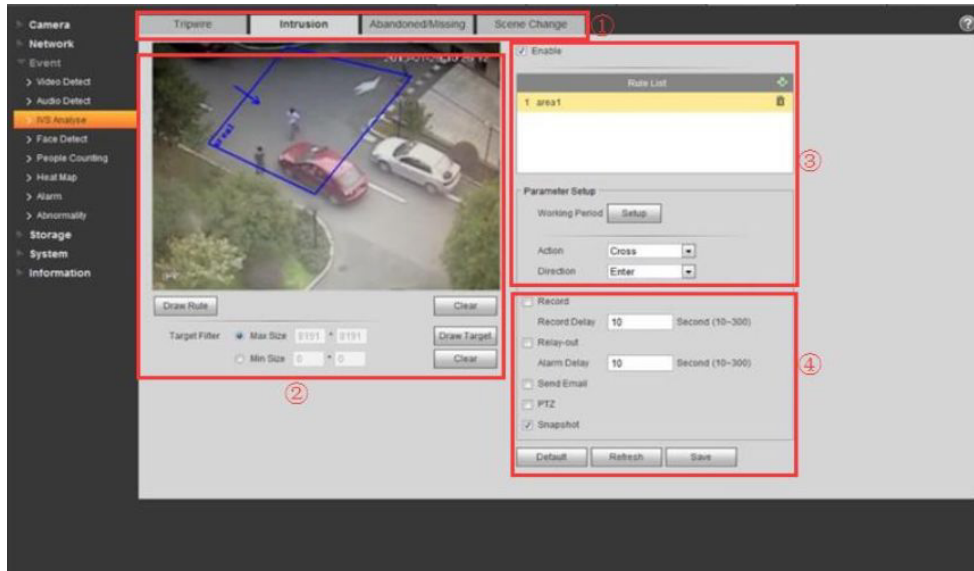 Camera
Network
Event
Video Detect
Audio Detect
IVS Analyse
Face Detect
People Counting
Heat Map
Alarm
Abnormality
Storage
System
Information
Tripwire Intrusion Abandoned/Missing Scene Change ①
?
area1
Draw Rule Clear
Target Filter Max Size 8191 * 8191 Draw Target
Min Size 0 * 0 Clear
②
Enable
Rule List
1 area1
③
Parameter Setup
Working Period Setup
Action Cross
Direction Enter
Record
Record Delay 10 Second (10~300)
Relay-out
Alarm Delay 10 Second (10~300)
④
Send Email
PTZ
Snapshot
Default Refresh Save